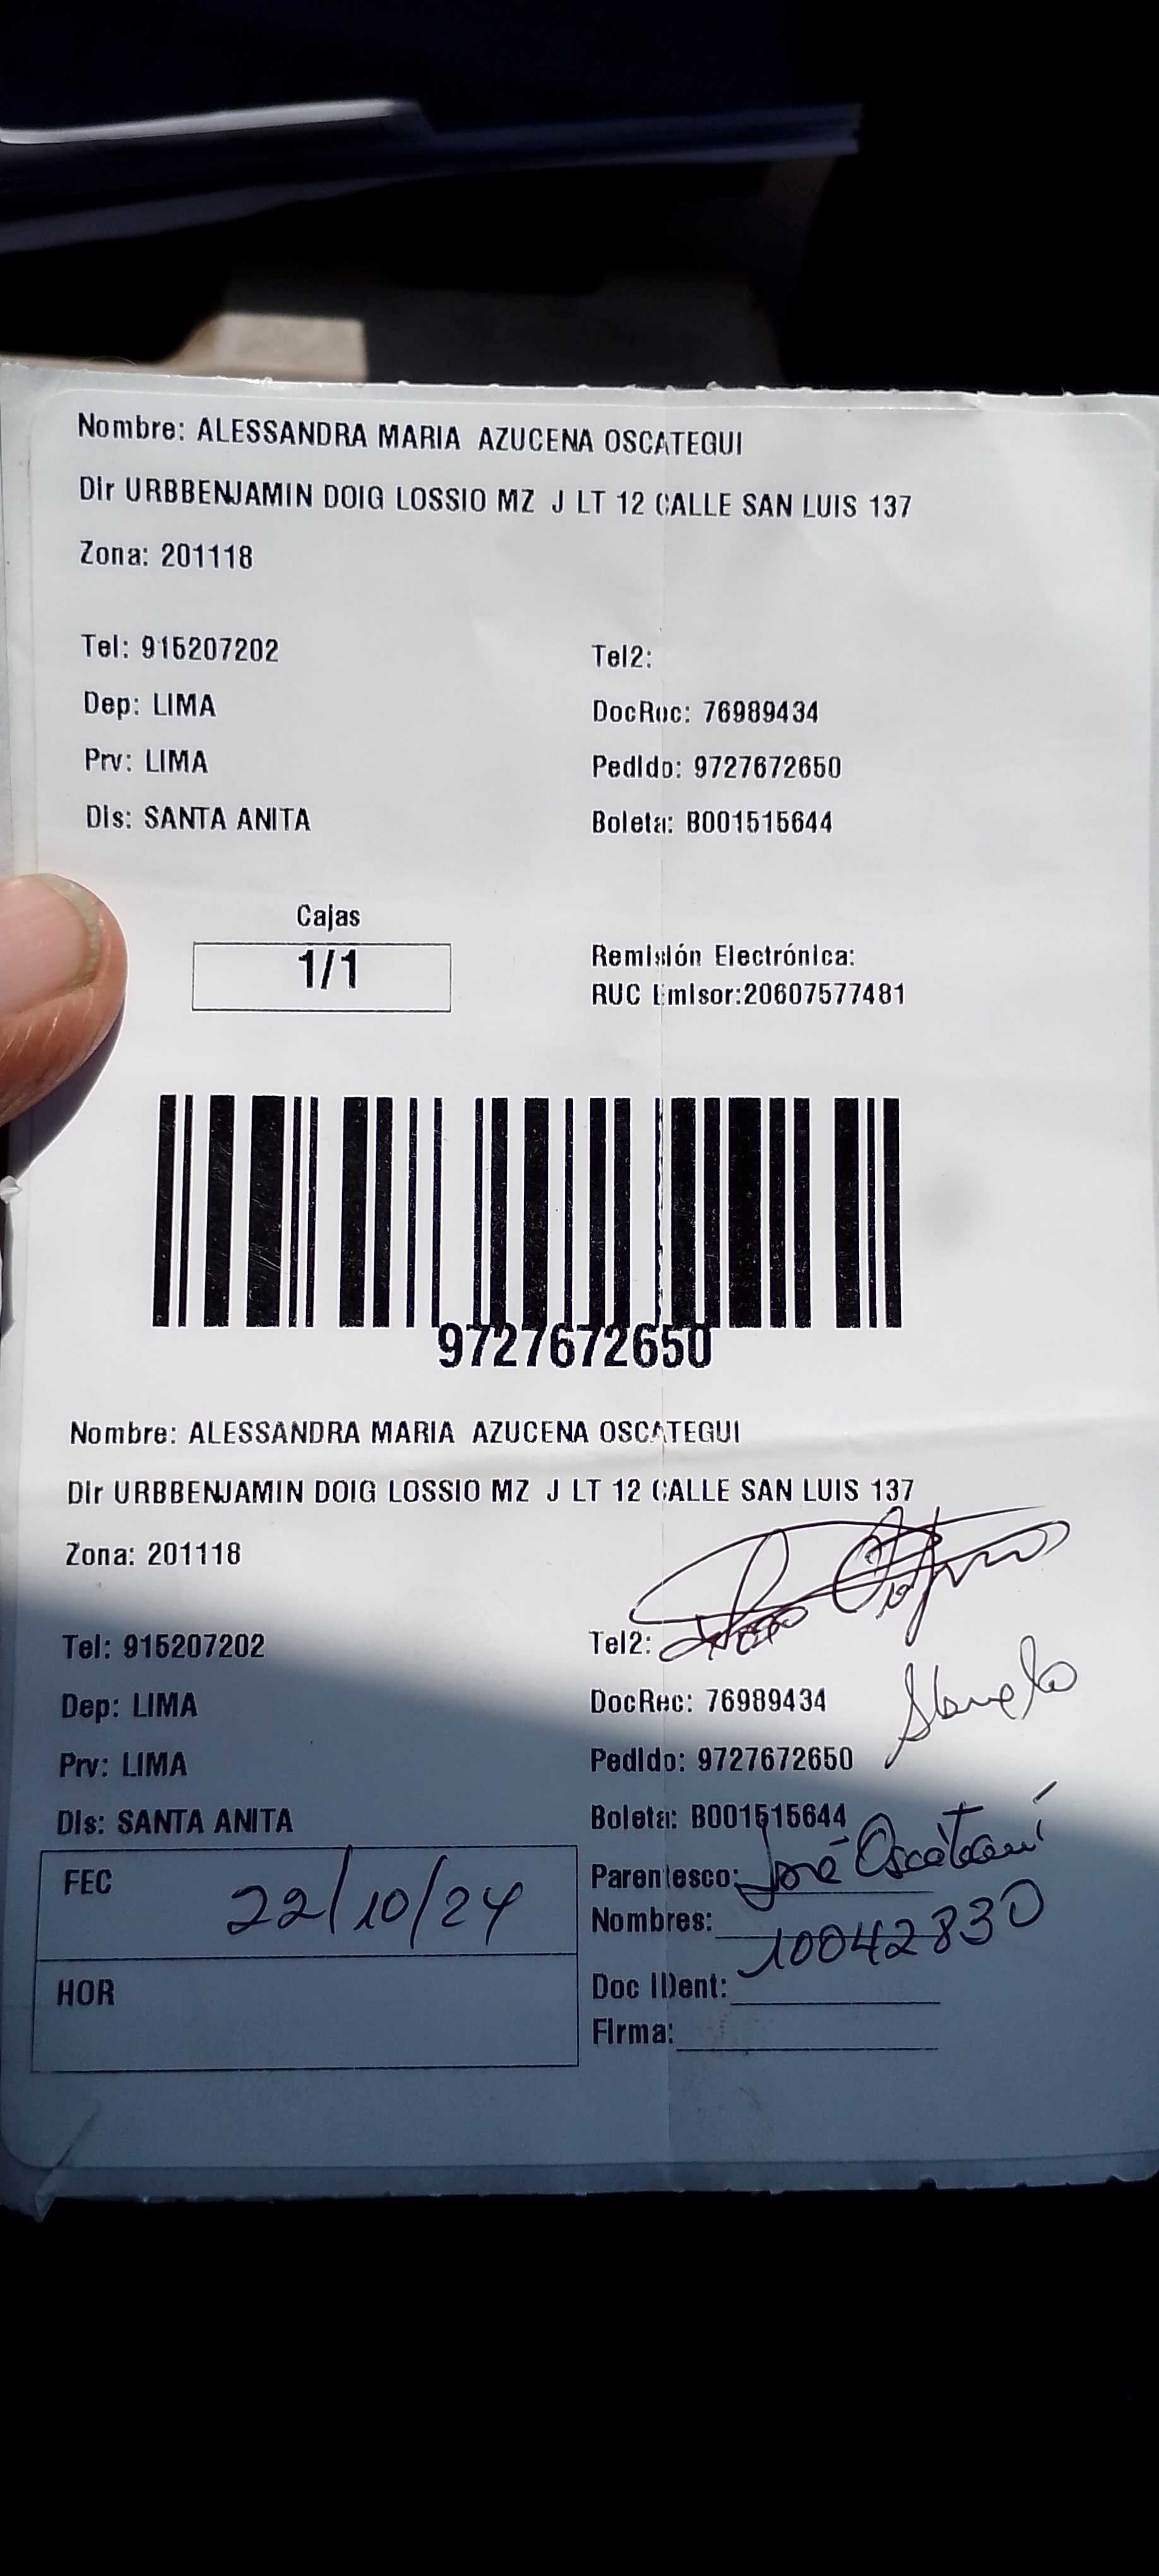 Nombre: ALESSANDRA MARIA AZUCENA OSCATEGUI
Dir URBBENJAMIN DOIG LOSSIO MZ J LT 12 CALLE SAN LUIS 137
Zona: 201118
Tel: 915207202 Tel2:
Dep: LIMA DocRec: 76989434
Prv: LIMA Pedido: 9727672650
Dis: SANTA ANITA Boleta: B001515644
Cajas
1/1
Remisión Electrónica:
RUC Emisor:20607577481
9727672650
Nombre: ALESSANDRA MARIA AZUCENA OSCATEGUI
Dir URBBENJAMIN DOIG LOSSIO MZ J LT 12 CALLE SAN LUIS 137
Zona: 201118
Tel: 915207202 Tel2:
Dep: LIMA DocRec: 76989434
Prv: LIMA Pedido: 9727672650
Dis: SANTA ANITA Boleta: B001515644
FEC 22/10/24
HOR
Parentesco: José
Nombres: 10042830
Doc IDent:
Firma: